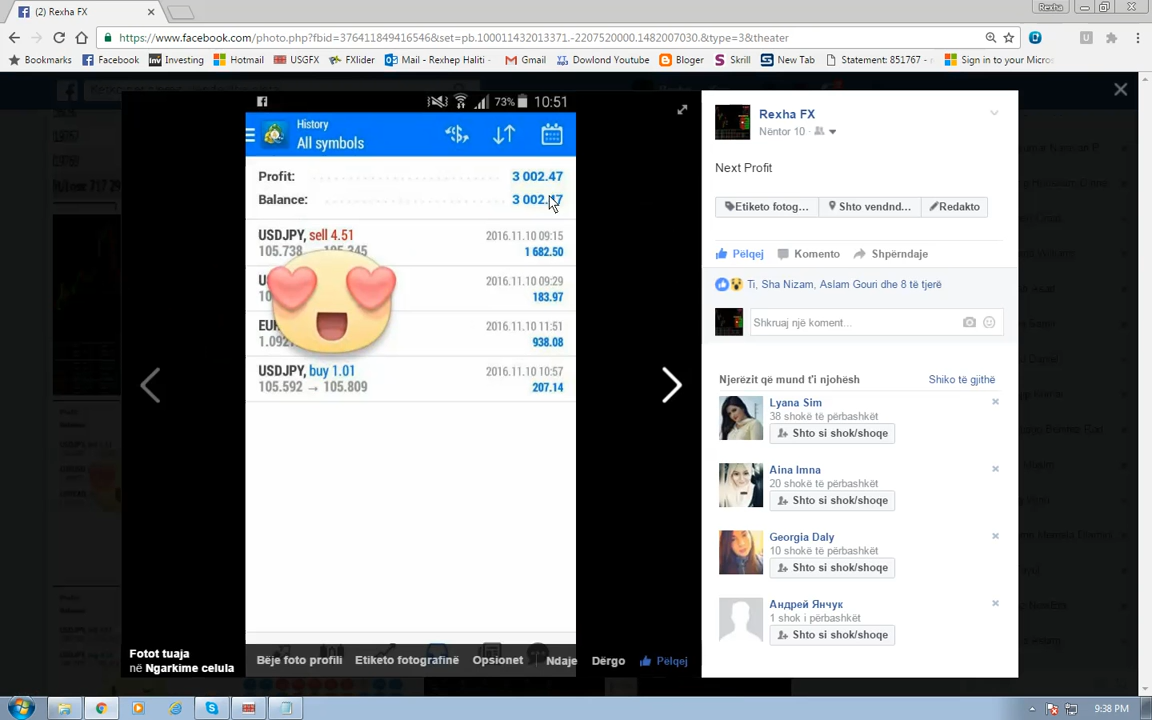 (2) Rexha FX
Rexha
https://www.facebook.com/photo.php?fbid=376411849416546&set=pb.100011432013371.-2207520000.1482007030.&type=3&theater
Bookmarks Facebook Investing Hotmail USGFX FXlider Mail - Rexhep Haliti - Gmail Dowlond Youtube Bloger Skrill New Tab Statement: 851767 - Sign in to your Micros
73% 10:51
History
All symbols
Profit: 3 002.47
Balance: 3 002.47
USDJPY, sell 4.51 2016.11.10 09:15
105.738 → 105.345 1 682.50
2016.11.10 09:29
183.97
2016.11.10 11:51
938.08
USDJPY, buy 1.01 2016.11.10 10:57
105.592 → 105.809 207.14
Fotot tuaja
në Ngarkime celula
Bëje foto profili Etiketo fotografinë Opsionet Ndaje Dërgo Pëlqej
Rexha FX
Nëntor 10
Next Profit
Etiketo fotog... Shto vendnd... Redakto
Pëlqej Komento Shpërndaje
Ti, Sha Nizam, Aslam Gouri dhe 8 të tjerë
Shkruaj një koment...
Njerëzit që mund t'i njohësh Shiko të gjithë
Lyana Sim
38 shokë të përbashkët
Shto si shok/shoqe
Aina Imna
20 shokë të përbashkët
Shto si shok/shoqe
Georgia Daly
10 shokë të përbashkët
Shto si shok/shoqe
Андрей Янчук
1 shok i përbashkët
Shto si shok/shoqe
9:38 PM